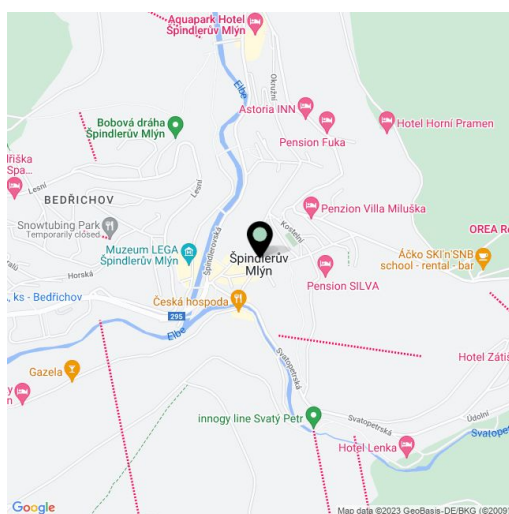 Aquapark Hotel
Špindlerův Mlýn
Elbe
Okružní
Astoria INN
Bobová dráha
Špindlerův Mlýn
Pension Fuka
Hotel Horní Pramen
Lesní
BEDŘICHOV
Lesní
Penzion Villa Miluška
Snowtubing Park
Temporarily closed
Kostelní
OREA Re
Muzeum LEGA
Špindlerův Mlýn
Špindlerovská
Špindlerův
Mlýn
Áčko SKI n SNB
school - rental - bar
Horská
Pension SILVA
, ks - Bedřichov
Česká hospoda
295
Elbe
Gazela
Svatopetrská
Hotel Zátiš
innogy line Svatý Petr
Svatopetrská
Údolní
Svatope
Hotel Lenka
Google
Map data ©2023 GeoBasis-DE/BKG (©2009)